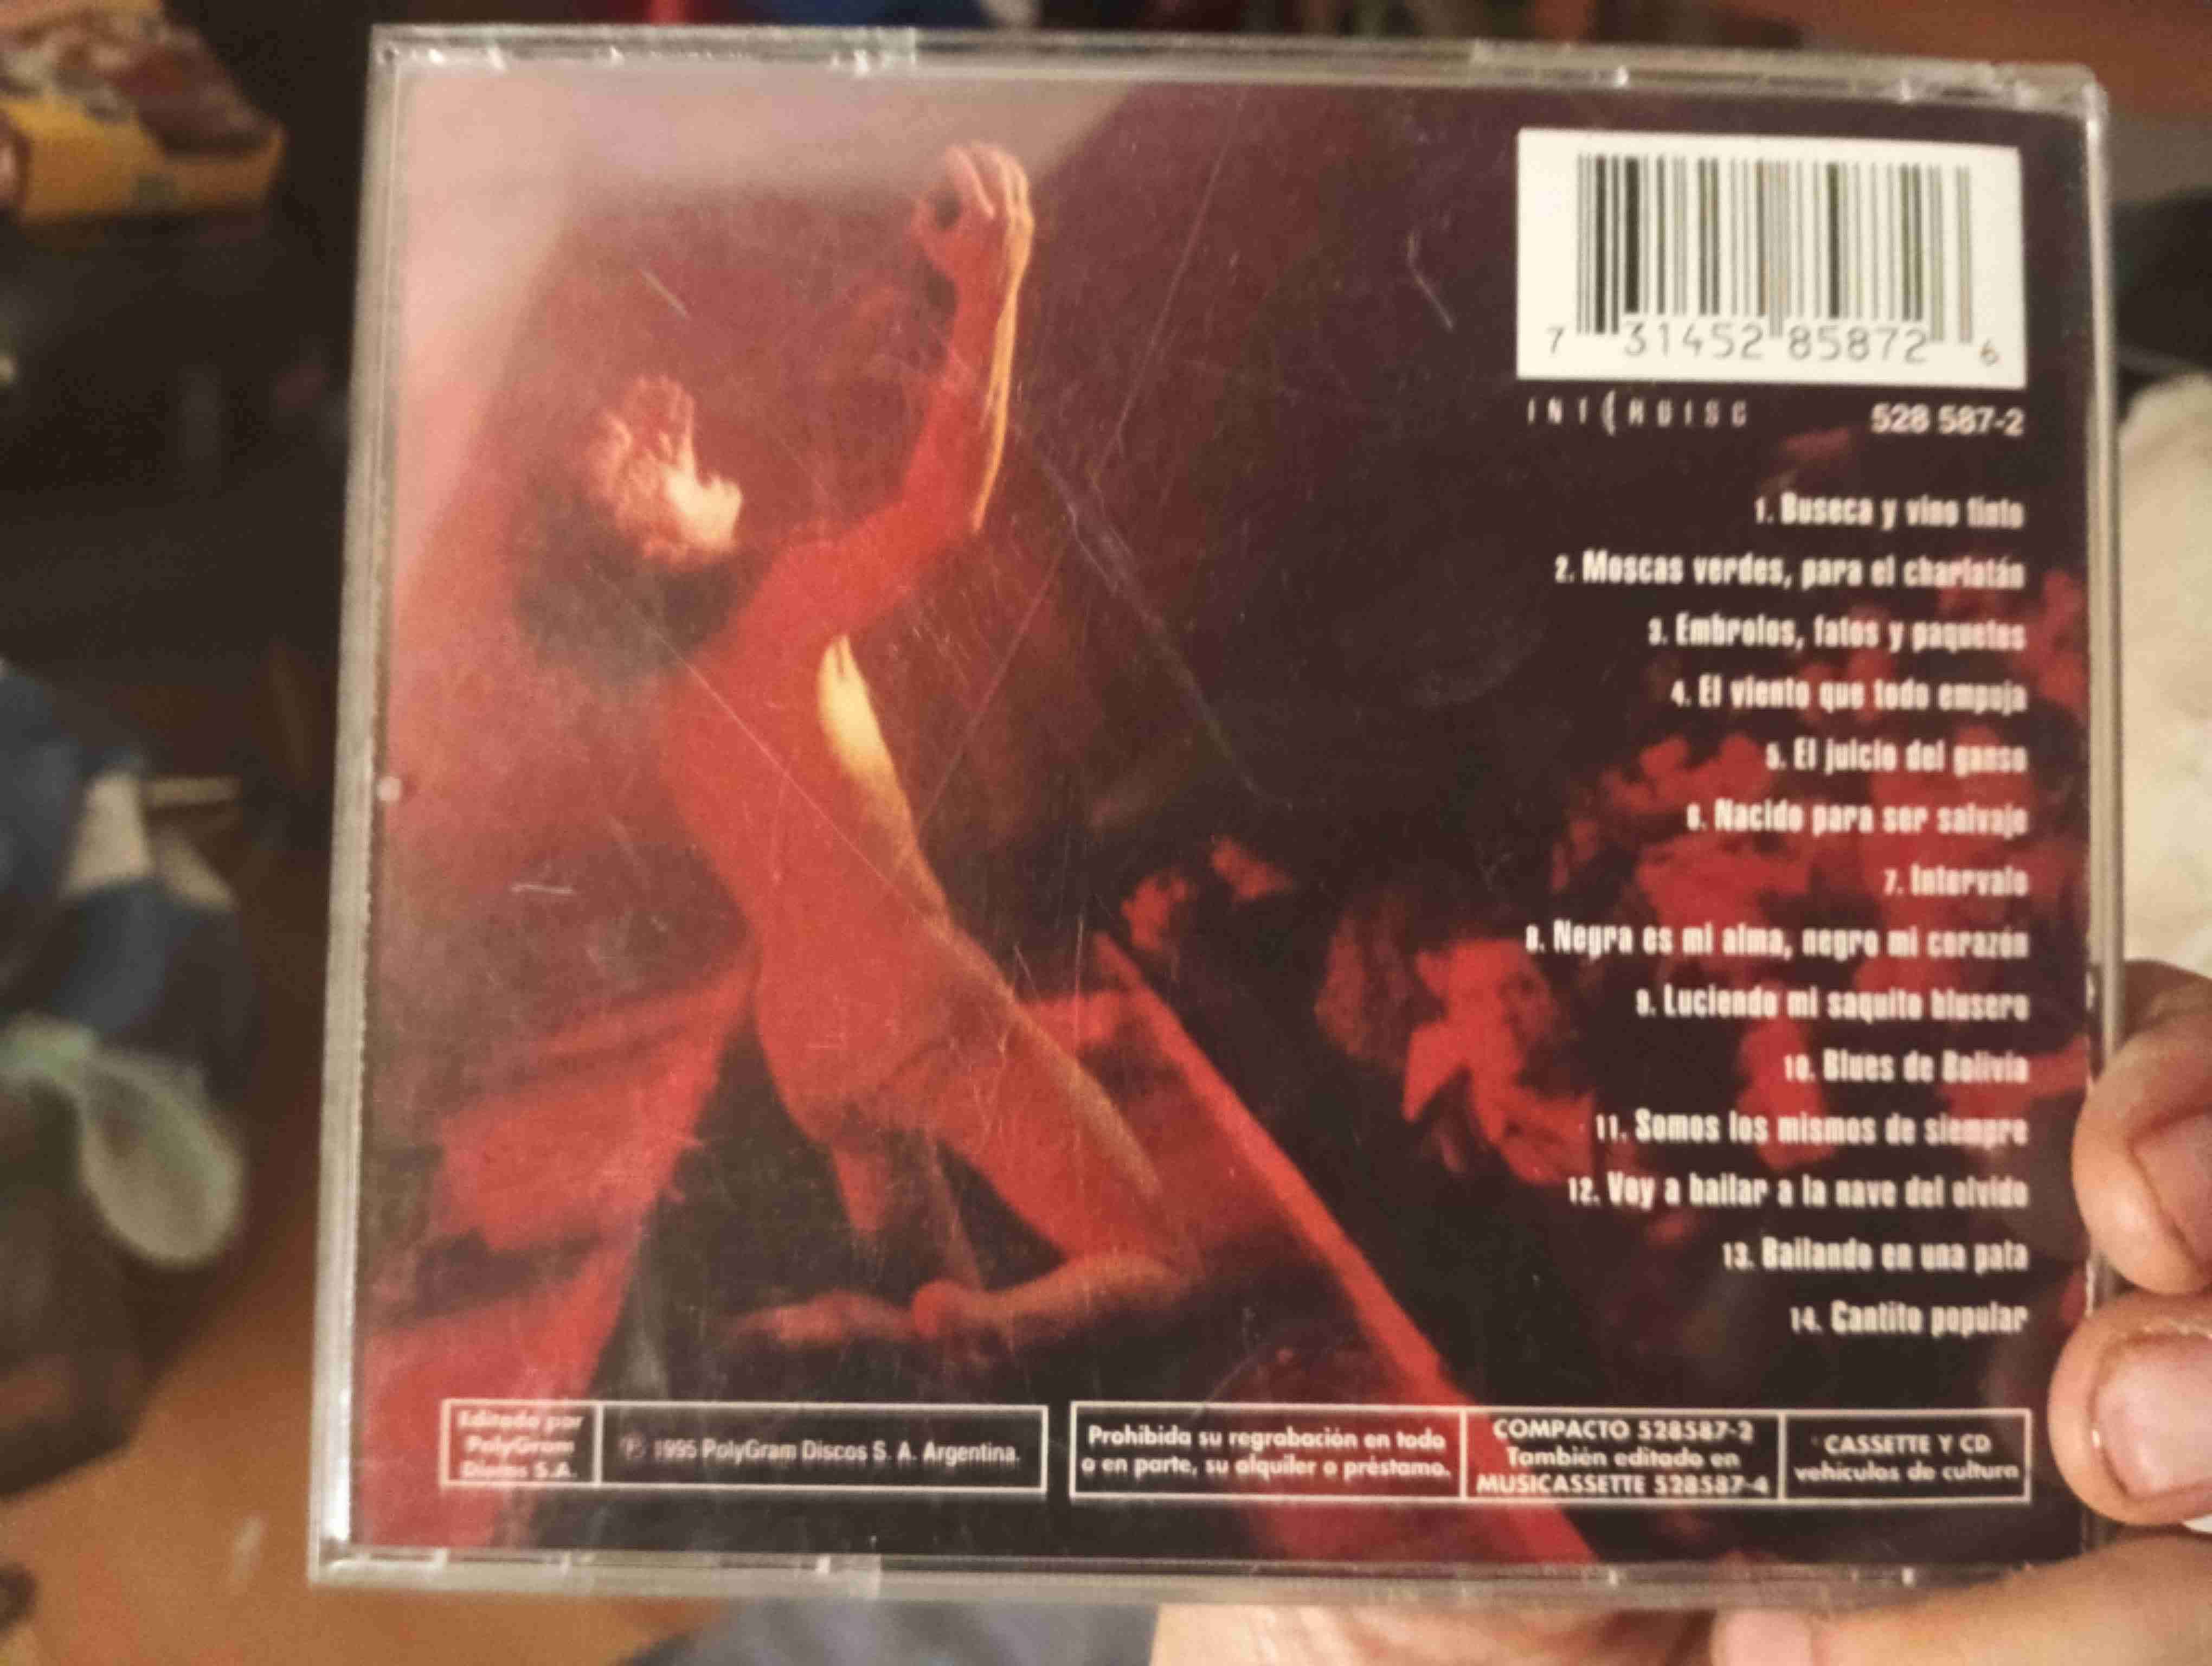 7 31452 85872 6
INTERDISC 528 587-2
1. Buseca y vino tinto
2. Moscas verdes, para el charlatán
3. Embrolos, fatos y paquetes
4. El viento que todo empuja
5. El juicio del ganso
6. Nacido para ser salvaje
7. Intervalo
8. Negra es mi alma, negro mi corazón
9. Luciendo mi saquito blusero
10. Blues de Bolivia
11. Somos los mismos de siempre
12. Voy a bailar a la nave del olvido
13. Bailando en una pata
14. Cantito popular
Editado por
PolyGram
Discos S.A.
℗ 1995 PolyGram Discos S. A. Argentina.
Prohibida su regrabación en todo
o en parte, su alquiler o préstamo.
COMPACTO 528587-2
También editado en
MUSICASSETTE 528587-4
CASSETTE Y CD
vehículos de cultura